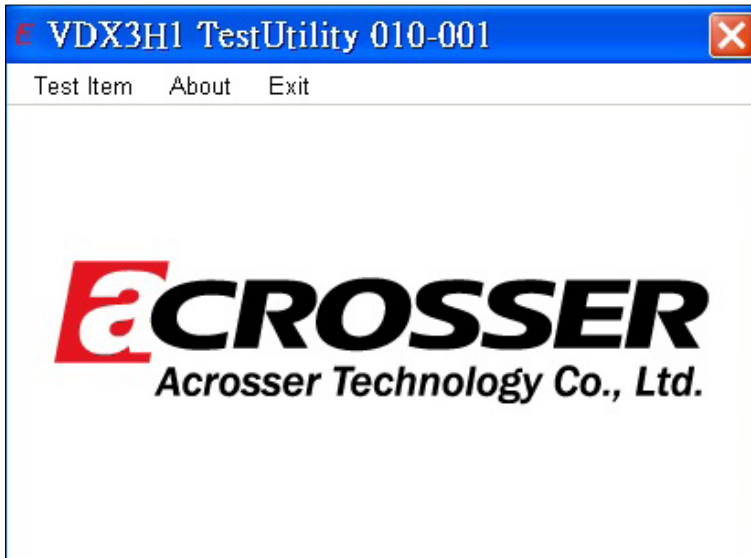 VDX3H1 TestUtility 010-001
Test Item About Exit
aCROSSER
Acrosser Technology Co., Ltd.